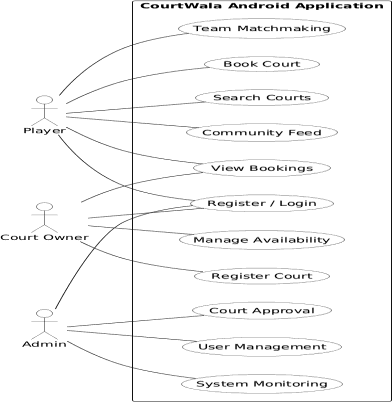 CourtWala Android Application
Team Matchmaking
Book Court
Search Courts
Player
Community Feed
View Bookings
Register / Login
Court Owner
Manage Availability
Register Court
Court Approval
Admin
User Management
System Monitoring